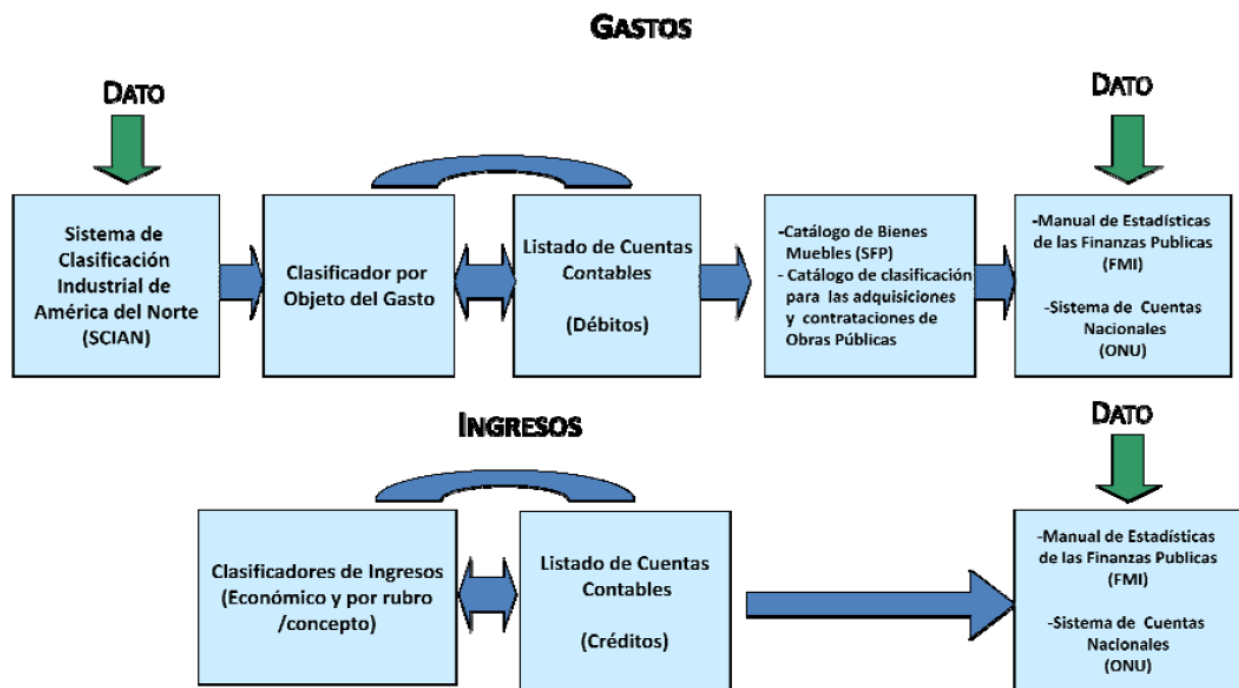 GASTOS
DATO
DATO
Sistema de
Clasificación
Industrial de
América del Norte
(SCIAN)
Clasificador por
Objeto del Gasto
Listado de Cuentas
Contables
(Débitos)
-Catálogo de Bienes
Muebles (SFP)
- Catálogo de clasificación
para las adquisiciones
y contrataciones de
Obras Públicas
-Manual de Estadísticas
de las Finanzas Publicas
(FMI)
-Sistema de Cuentas
Nacionales
(ONU)
INGRESOS
DATO
Clasificadores de Ingresos
(Económico y por rubro
/concepto)
Listado de Cuentas
Contables
(Créditos)
-Manual de Estadísticas
de las Finanzas Publicas
(FMI)
-Sistema de Cuentas
Nacionales
(ONU)